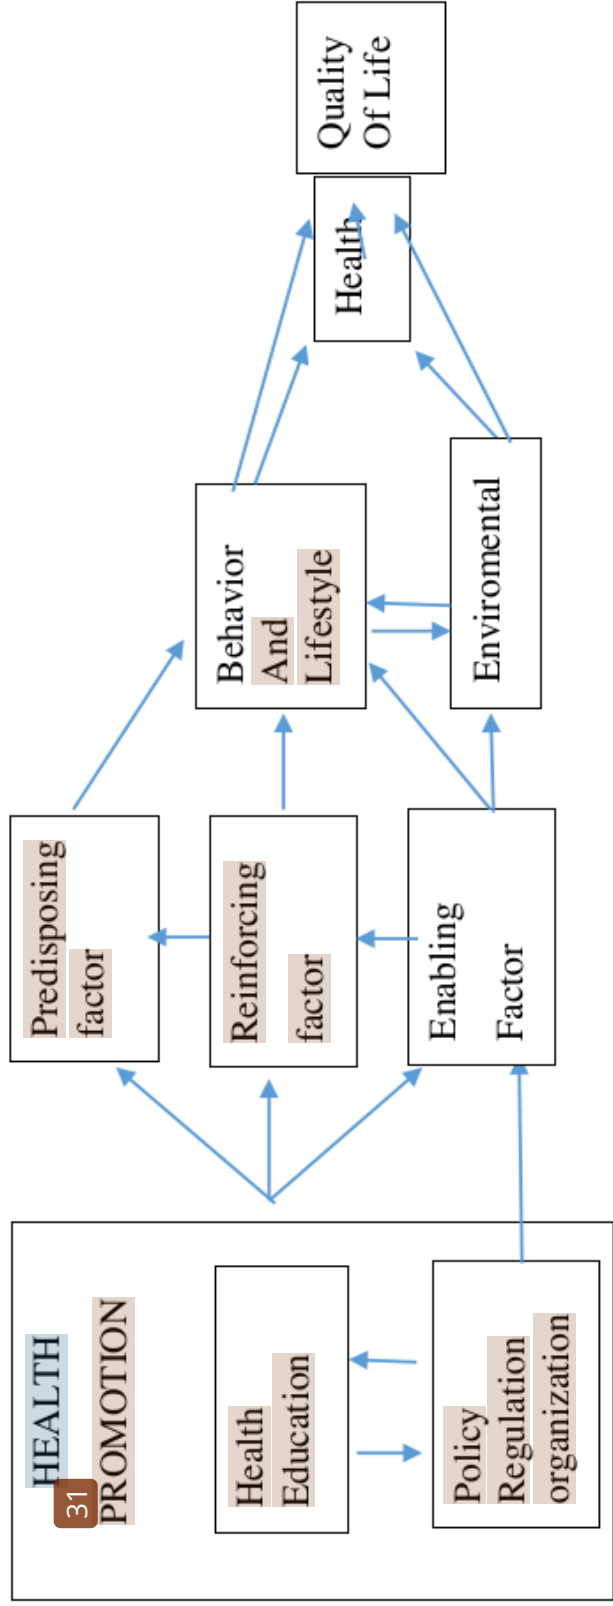 31
HEALTH
PROMOTION
Health
Education
Policy
Regulation
organization
Predisposing
factor
Reinforcing
factor
Enabling
Factor
Behavior
And
Lifestyle
Enviromental
Health
Quality
Of Life